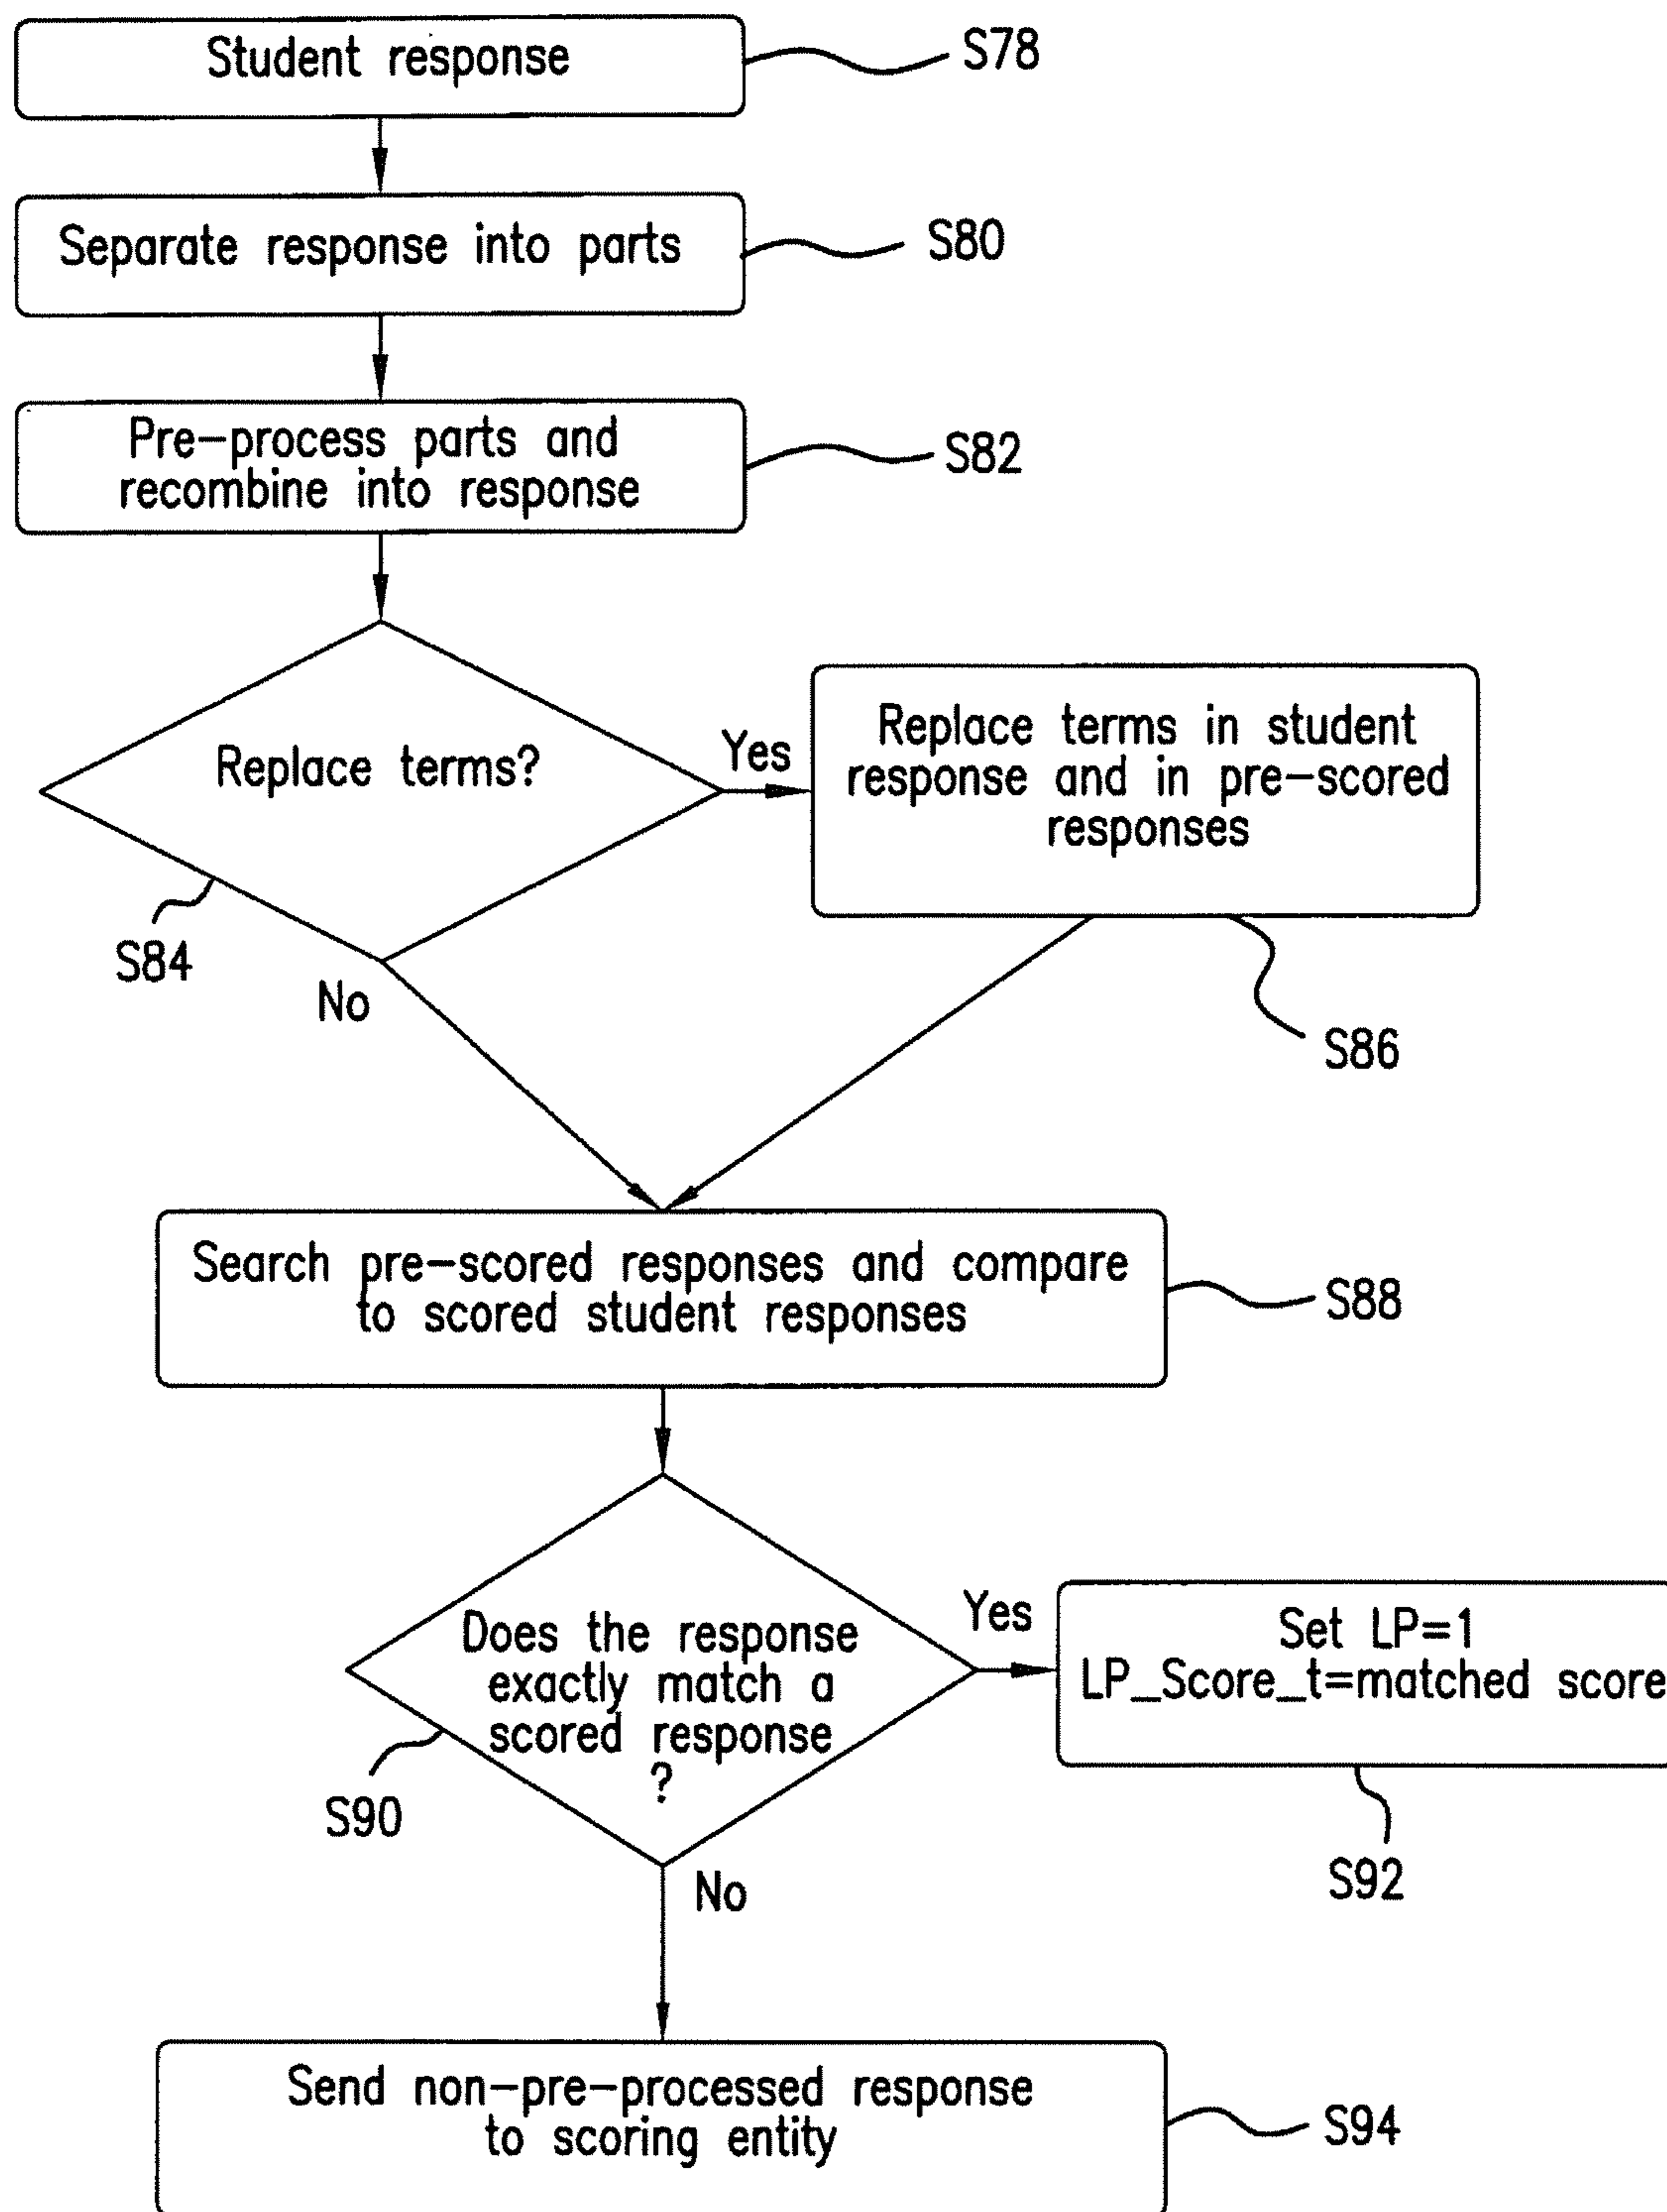 Student response
S78
Separate response into parts
S80
Pre-process parts and
recombine into response
S82
Replace terms?
S84
Yes
No
Replace terms in student
response and in pre-scored
responses
S86
Search pre-scored responses and compare
to scored student responses
S88
Does the response
exactly match a
scored response
?
S90
Yes
No
Set LP=1
LP_Score_t=matched score
S92
Send non-pre-processed response
to scoring entity
S94